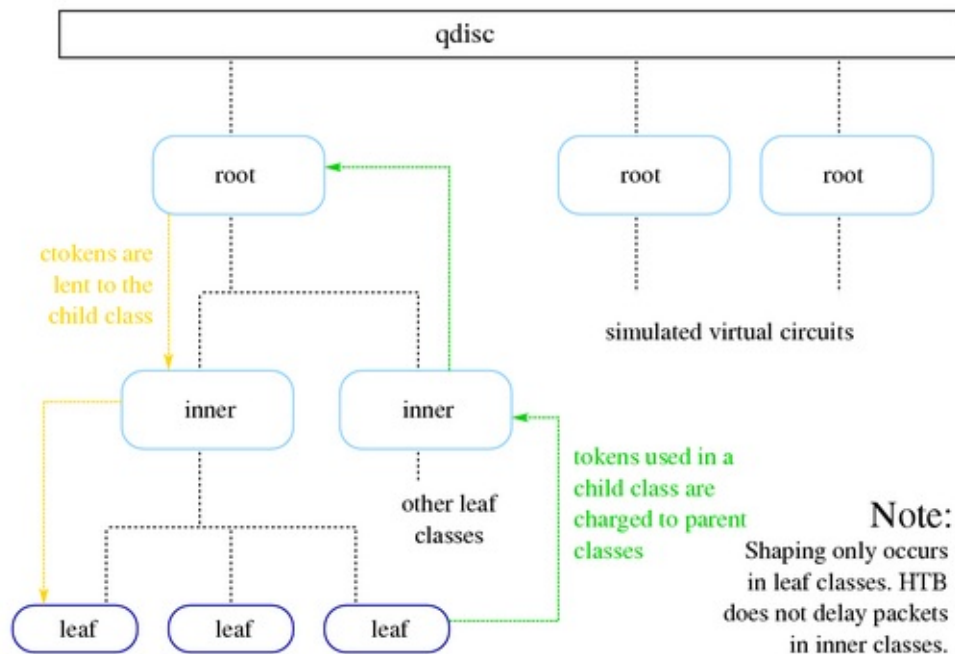 qdisc
root
root
root
ctokens are
lent to the
child class
simulated virtual circuits
inner
inner
other leaf
classes
tokens used in a
child class are
charged to parent
classes
Note:
Shaping only occurs
in leaf classes. HTB
does not delay packets
in inner classes.
leaf
leaf
leaf